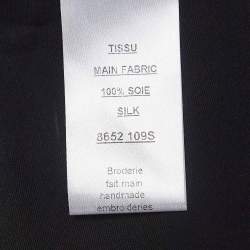 TISSU
MAIN FABRIC
100% SOIE
SILK
8652 109S
Broderie
fait main
handmade
embroideries